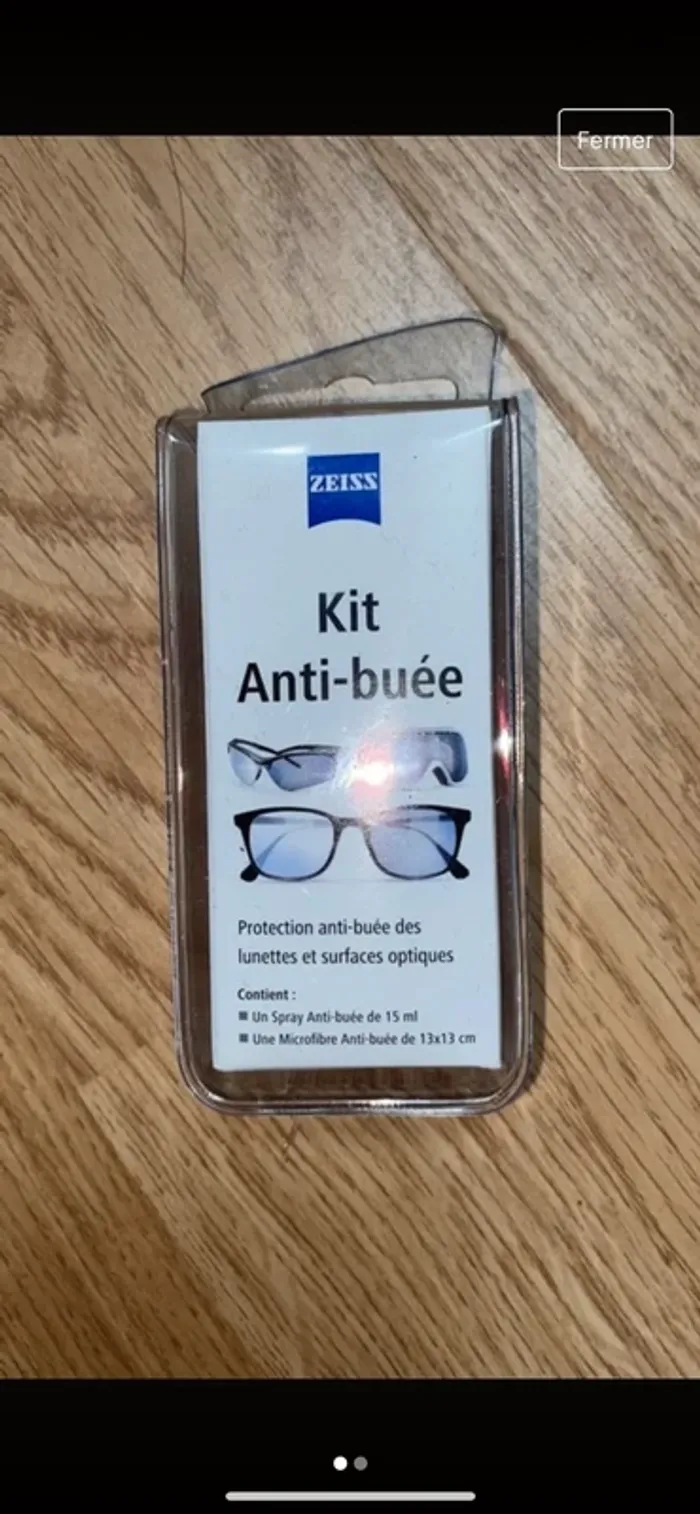 Fermer
ZEISS
Kit
Anti-buée
Protection anti-buée des
lunettes et surfaces optiques
Contient :
■ Un Spray Anti-buée de 15 ml
■ Une Microfibre Anti-buée de 13x13 cm